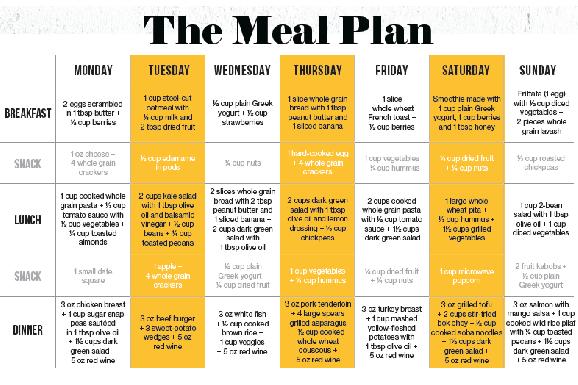 The Meal Plan
MONDAY
TUESDAY
WEDNESDAY
THURSDAY
FRIDAY
SATURDAY
SUNDAY
BREAKFAST
2 eggs scrambled
in 1 tbsp butter +
½ cup berries
1 cup steel-cut
oatmeal with
½ cup milk and
2 tbsp dried fruit
½ cup plain Greek
yogurt + ½ cup
strawberries
1 slice whole grain
bread with 1 tbsp
peanut butter and
1 sliced banana
1 slice
whole wheat
French toast +
½ cup berries
Smoothie made with
1 cup plain Greek
yogurt, 1 cup berries
and 1 tbsp honey
Frittata (1 egg)
with ½ cup diced
vegetables +
2 pieces whole
grain lavash
SNACK
1 oz cheese +
4 whole grain
crackers
½ cup edamame
in pods
¼ cup nuts
1 hard-cooked egg
+ 4 whole grain
crackers
1 cup vegetables
¼ cup hummus
¼ cup dried fruit
+ ¼ cup nuts
½ cup roasted
chickpeas
LUNCH
1 cup cooked whole
grain pasta + ½ cup
tomato sauce with
½ cup vegetables +
¼ cup toasted
almonds
2 cups kale salad
with 1 tbsp olive
oil and balsamic
vinegar + ½ cup
beans + ¼ cup
toasted pecans
2 slices whole grain
bread with 2 tbsp
peanut butter and
1 sliced banana +
2 cups dark green
salad with
1 tbsp olive oil
2 cups dark green
salad with 1 tbsp
olive oil and lemon
dressing + ½ cup
chickpeas
2 cups cooked
whole grain pasta
with ½ cup tomato
sauce + 1½ cups
dark green salad
1 large whole
wheat pita +
½ cup hummus +
1½ cups grilled
vegetables
1 cup 2-bean
salad with 1 tbsp
olive oil + 1 cup
diced vegetables
SNACK
1 small date
square
1 apple +
4 whole grain
crackers
½ cup plain
Greek yogurt
¼ cup dried fruit
1 cup vegetables
+ ¼ cup hummus
¼ cup dried fruit
+ ¼ cup nuts
1 cup microwave
popcorn
2 fruit kabobs +
½ cup plain
Greek yogurt
DINNER
3 oz chicken breast
+ 1 cup sugar snap
peas sautéed
in 1 tbsp olive oil
+ 1½ cups dark
green salad
5 oz red wine
3 oz beef burger
+ 3 sweet potato
wedges + 5 oz
red wine
3 oz white fish
+ ½ cup cooked
brown rice +
1 cup veggies
+ 5 oz red wine
3 oz pork tenderloin
+ 4 large spears
grilled asparagus
½ cup cooked
whole wheat
couscous +
5 oz red wine
3 oz turkey breast
+ 1 cup mashed
yellow-fleshed
potatoes with
1 tbsp olive oil +
5 oz red wine
3 oz grilled tofu
+ 2 cups stir-fried
bok choy + ½ cup
cooked soba noodles
+ 1½ cups dark
green salad +
5 oz red wine
3 oz salmon with
mango salsa + 1 cup
cooked wild rice pilaf
with ¼ cup toasted
pecans + 1½ cups
dark green salad
+ 5 oz red wine